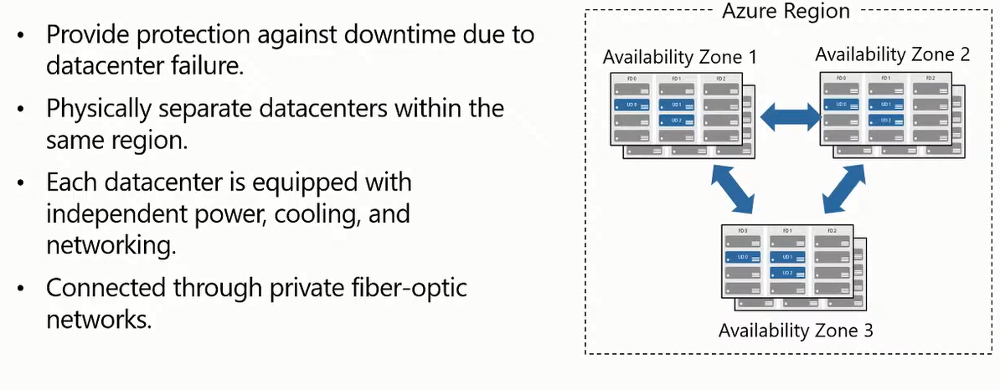 • Provide protection against downtime due to
datacenter failure.
• Physically separate datacenters within the
same region.
• Each datacenter is equipped with
independent power, cooling, and
networking.
• Connected through private fiber-optic
networks.
Azure Region
Availability Zone 1
FD 0 FD 1 FD 2
UD 0 UD 1
UD 2
Availability Zone 2
FD 0 FD 1 FD 2
UD 0 UD 1
UD 2
FD 0 FD 1 FD 2
UD 0 UD 1
UD 2
Availability Zone 3